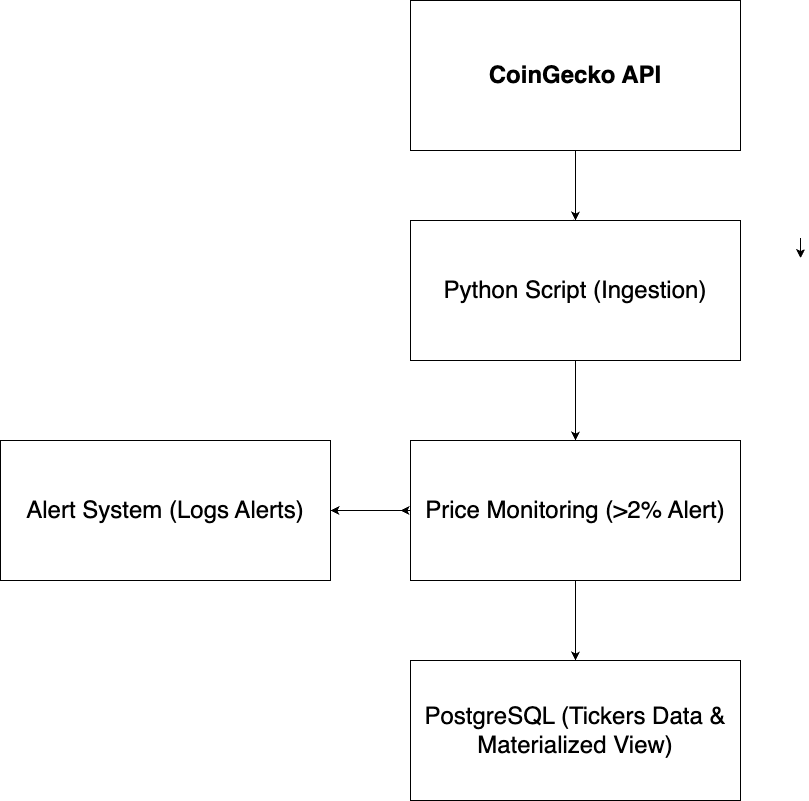 CoinGecko API
Python Script (Ingestion)
Alert System (Logs Alerts)
Price Monitoring (>2% Alert)
PostgreSQL (Tickers Data &
Materialized View)